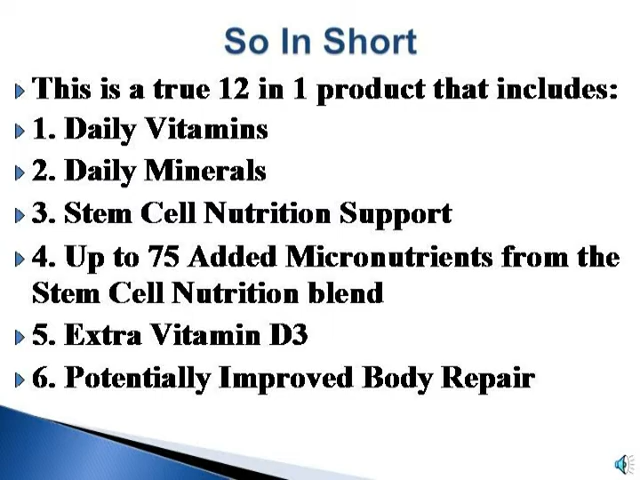 So In Short
This is a true 12 in 1 product that includes:
1. Daily Vitamins
2. Daily Minerals
3. Stem Cell Nutrition Support
4. Up to 75 Added Micronutrients from the
Stem Cell Nutrition blend
5. Extra Vitamin D3
6. Potentially Improved Body Repair